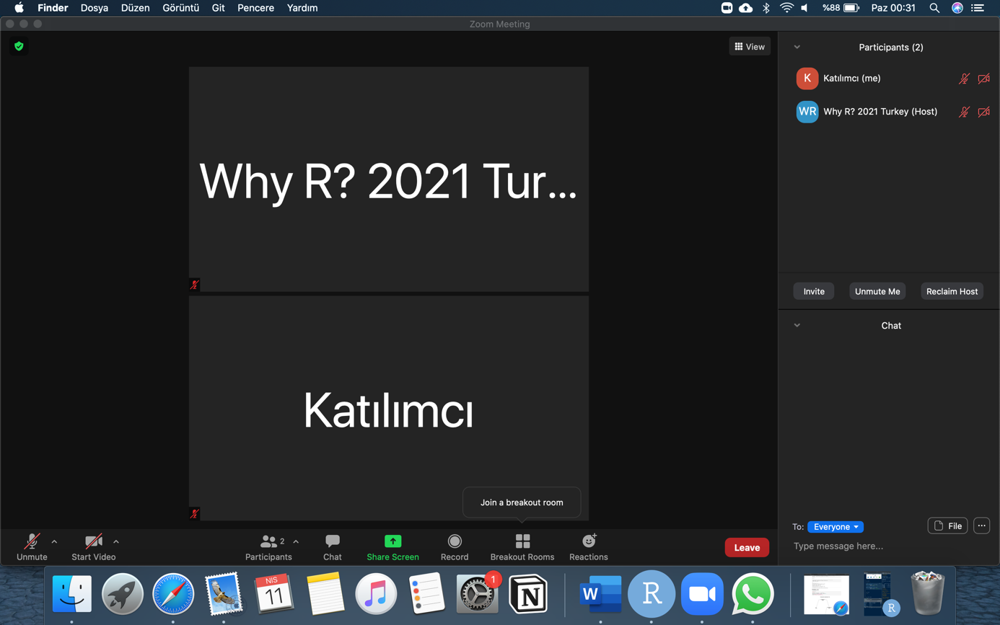 Finder Dosya Düzen Görüntü Git Pencere Yardım %88 Paz 00:31
Zoom Meeting
View
Why R? 2021 Tur...
Katılımcı
Join a breakout room
Unmute
Start Video
2
Participants
Chat
Share Screen
Record
Breakout Rooms
Reactions
Leave
Participants (2)
K Katılımcı (me)
WR Why R? 2021 Turkey (Host)
Invite Unmute Me Reclaim Host
Chat
To: Everyone File
Type message here...
NİS
11
1
N
W
R
R